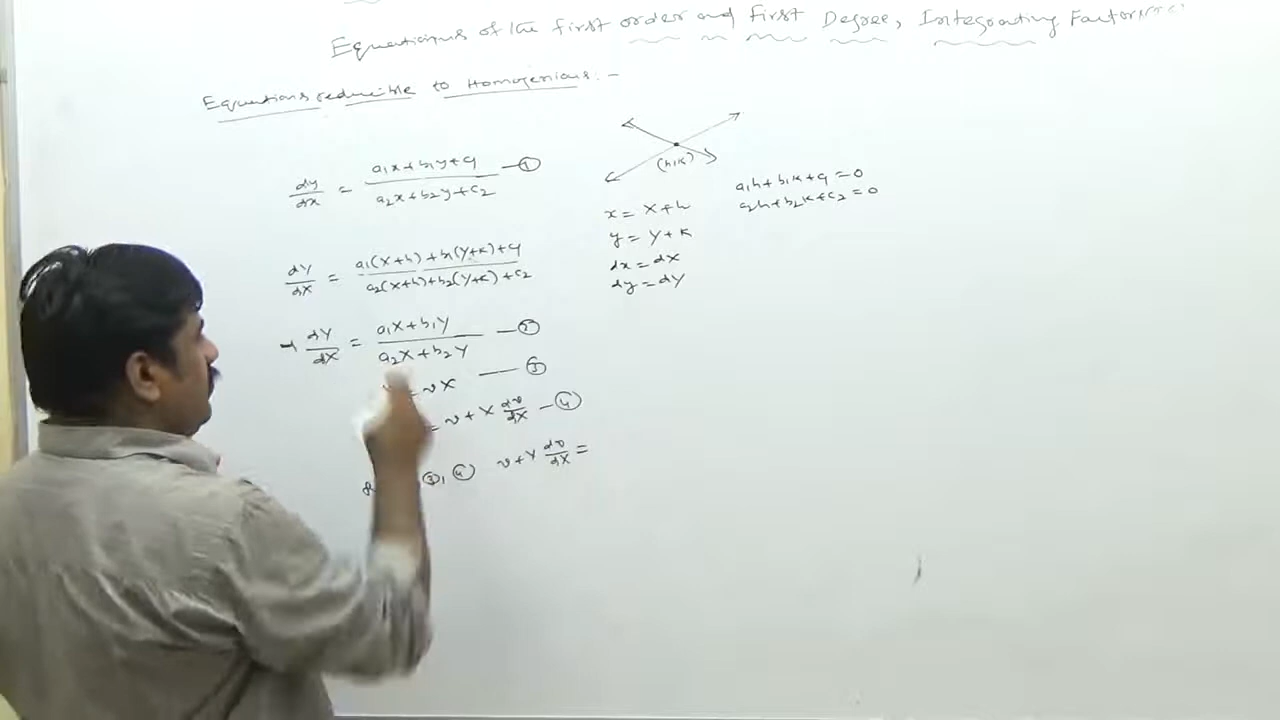 Equations of the first order and First Degree, Integrating Factors
Equations reducible to Homogenious : -
dy/dx = a1x+b1y+c1 / a2x+b2y+c2 — ①
dY/dX = a1(X+h)+b1(Y+k)+c1 / a2(X+h)+b2(Y+k)+c2
→ dY/dX = a1X+b1Y / a2X+b2Y — ②
= vX — ③
= v+X dv/dX — ④
③, ④ v+X dv/dX =
(h,k)
x = X+h
y = Y+k
dx = dX
dy = dY
a1h+b1k+c1 = 0
a2h+b2k+c2 = 0